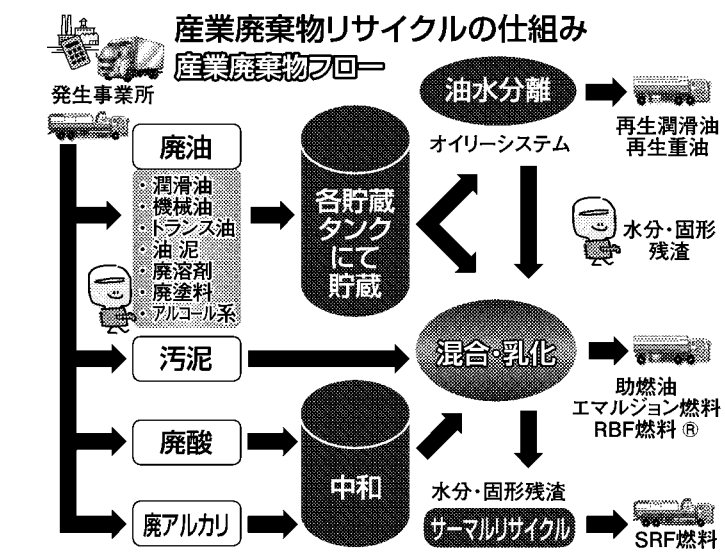 産業廃棄物リサイクルの仕組み
産業廃棄物フロー
発生事業所
廃油
・潤滑油
・機械油
・トランス油
・油 泥
・廃溶剤
・廃塗料
・アルコール系
汚泥
廃酸
廃アルカリ
各貯蔵
タンク
にて
貯蔵
中和
油水分離
オイリーシステム
再生潤滑油
再生重油
水分・固形
残渣
混合・乳化
助燃油
エマルジョン燃料
RBF燃料®
水分・固形残渣
サーマルリサイクル
SRF燃料